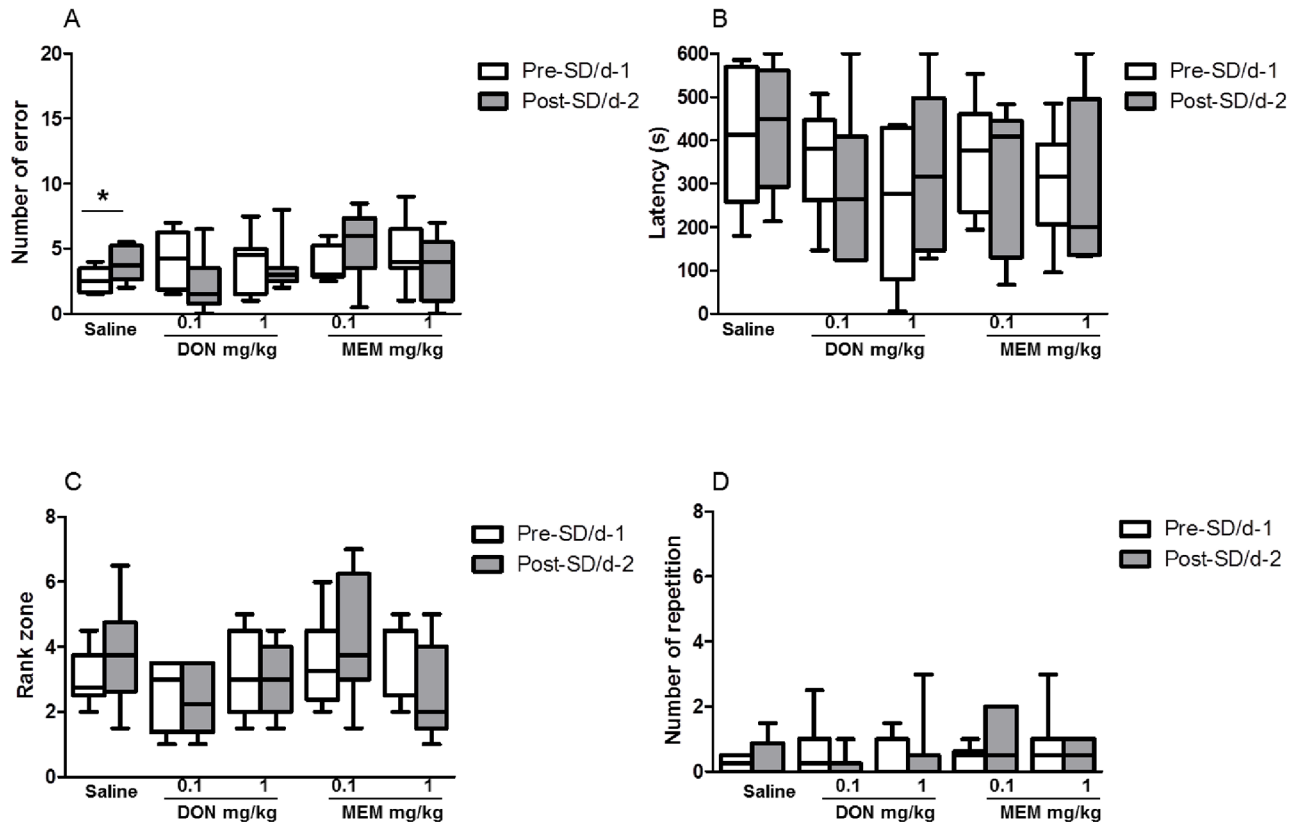 A
Number of error
20
15
10
5
0
*
Saline
0.1
1
0.1
1
DON mg/kg
MEM mg/kg
Pre-SD/d-1
Post-SD/d-2
B
Latency (s)
600
500
400
300
200
100
0
Saline
0.1
1
0.1
1
DON mg/kg
MEM mg/kg
Pre-SD/d-1
Post-SD/d-2
C
Rank zone
8
6
4
2
0
Saline
0.1
1
0.1
1
DON mg/kg
MEM mg/kg
Pre-SD/d-1
Post-SD/d-2
D
Number of repetition
8
6
4
2
0
Saline
0.1
1
0.1
1
DON mg/kg
MEM mg/kg
Pre-SD/d-1
Post-SD/d-2